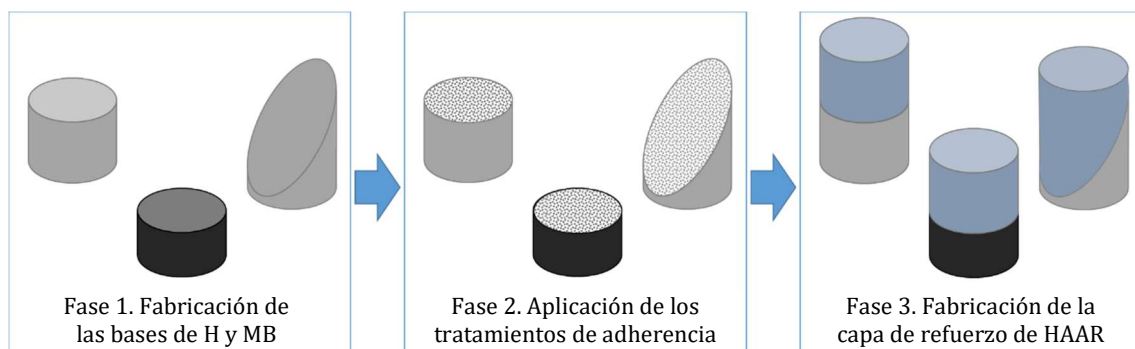 Fase 1. Fabricación de
las bases de H y MB
Fase 2. Aplicación de los
tratamientos de adherencia
Fase 3. Fabricación de la
capa de refuerzo de HAAR